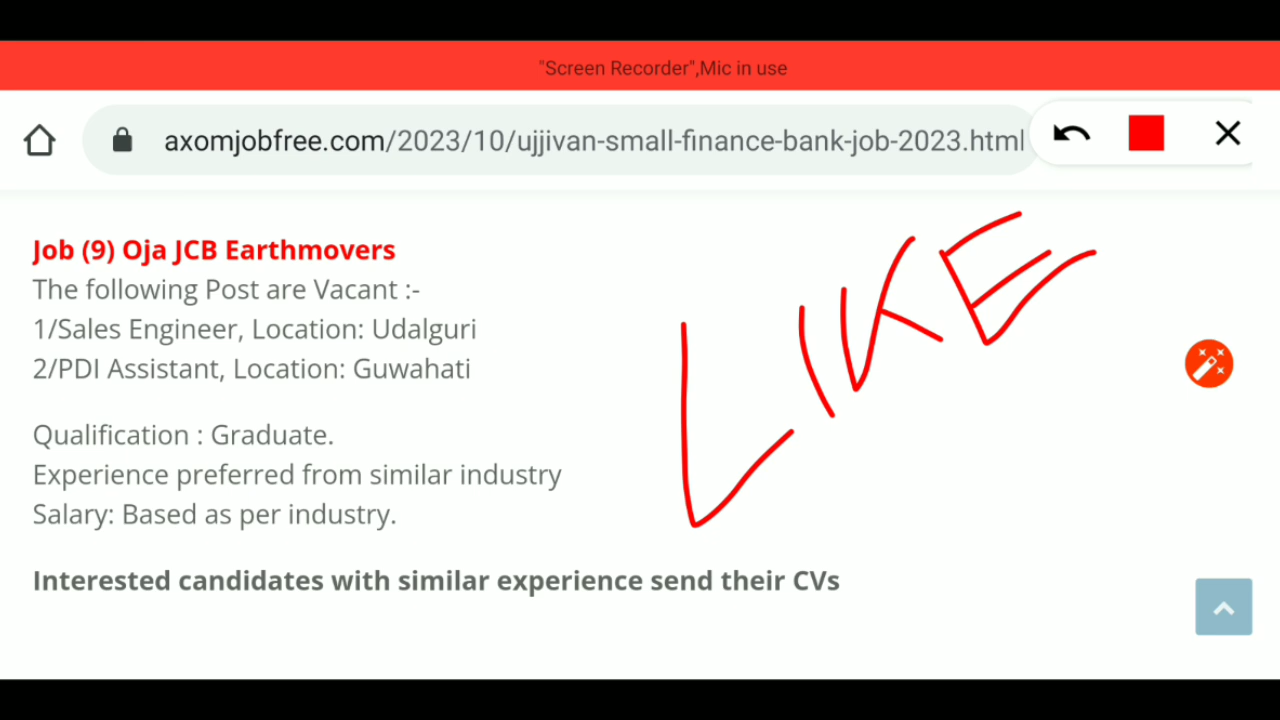 "Screen Recorder",Mic in use
axomjobfree.com/2023/10/ujjivan-small-finance-bank-job-2023.html
Job (9) Oja JCB Earthmovers
The following Post are Vacant :-
1/Sales Engineer, Location: Udalguri
2/PDI Assistant, Location: Guwahati
Qualification : Graduate.
Experience preferred from similar industry
Salary: Based as per industry.
Interested candidates with similar experience send their CVs
LIKE